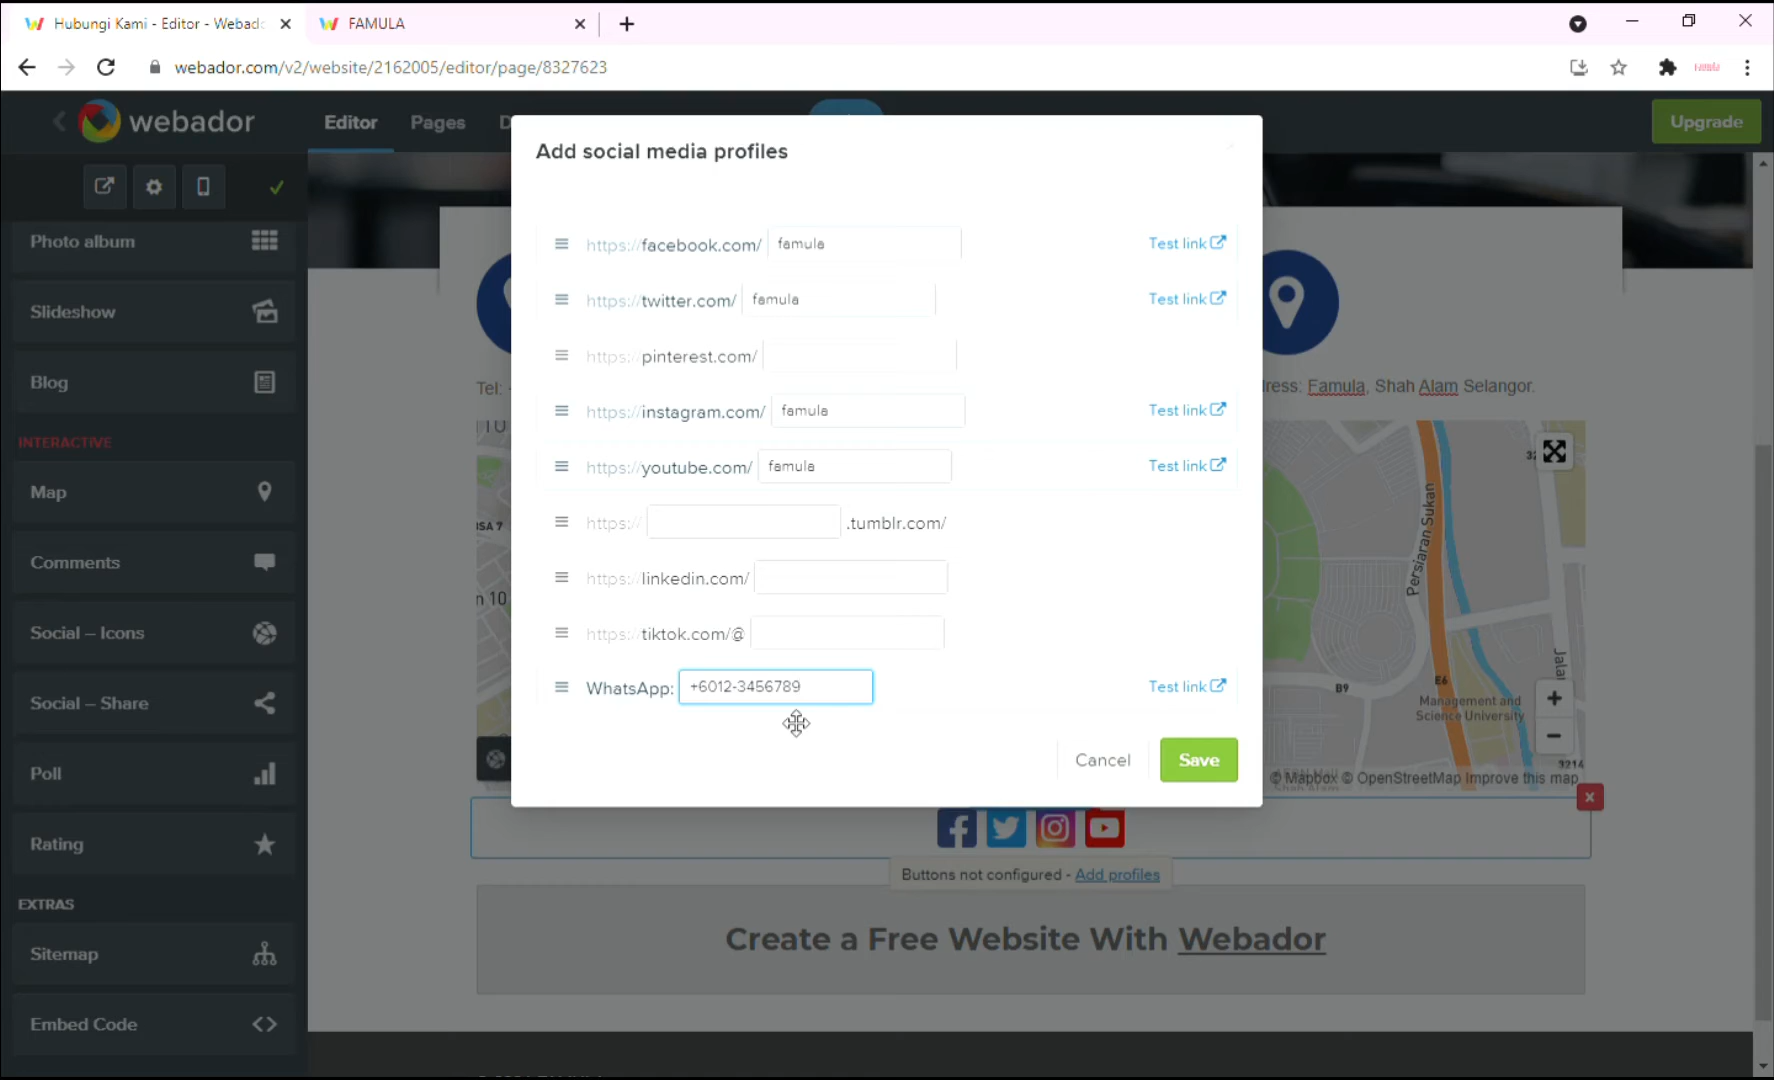 Hubungi Kami - Editor - Webad
FAMULA
webador.com/v2/website/2162005/editor/page/8327623
webador
Editor
Pages
D
Upgrade
Photo album
Slideshow
Blog
INTERACTIVE
Map
Comments
Social – Icons
Social – Share
Poll
Rating
EXTRAS
Sitemap
Embed Code
Add social media profiles
https://facebook.com/ famula Test link
https://twitter.com/ famula Test link
https://pinterest.com/
https://instagram.com/ famula Test link
https://youtube.com/ famula Test link
https:// .tumblr.com/
https://linkedin.com/
https://tiktok.com/@
WhatsApp: +6012-3456789 Test link
Cancel
Save
Tel:
ress: Famula, Shah Alam Selangor.
SA 7
n 10
Persiaran Sukan
Jalan
B9
E6
Management and
Science University
3214
© Mapbox © OpenStreetMap Improve this map
Shah Alam
Buttons not configured - Add profiles
Create a Free Website With Webador